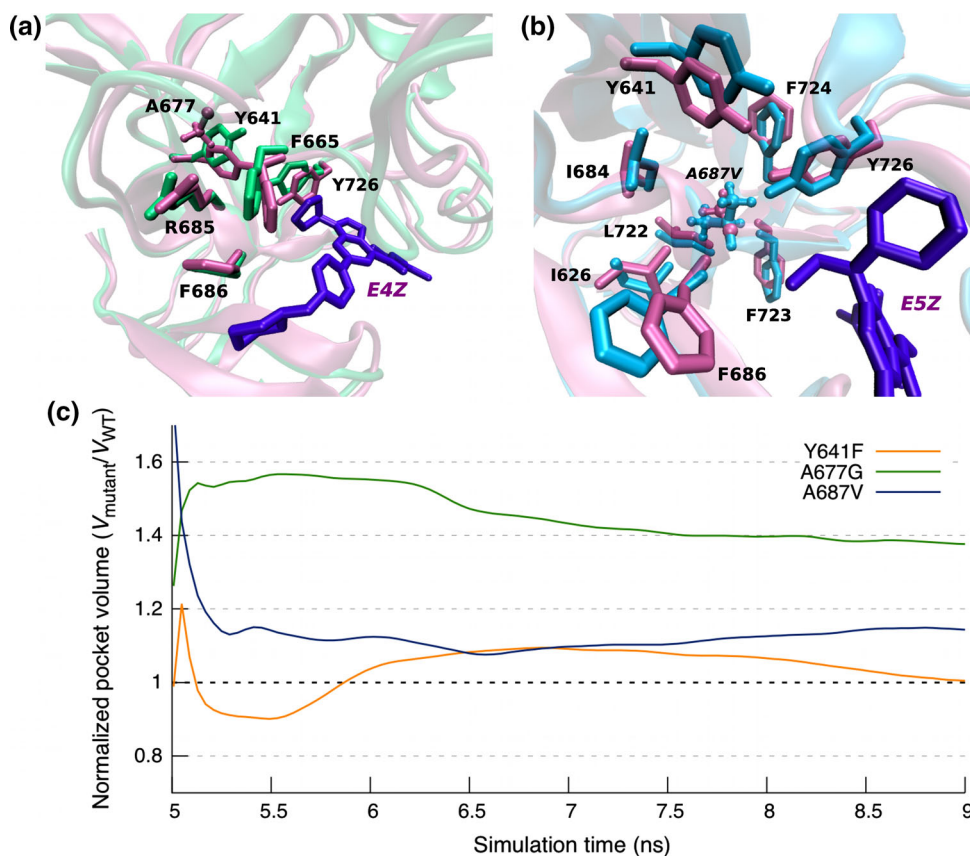 (a)
A677
Y641
F665
Y726
R685
F686
E4Z
(b)
Y641
F724
I684
A687V
Y726
L722
I626
F723
E5Z
F686
(c)
Normalized pocket volume (Vmutant/VWT)
Y641F
A677G
A687V
1.6
1.4
1.2
1
0.8
5 5.5 6 6.5 7 7.5 8 8.5 9
Simulation time (ns)